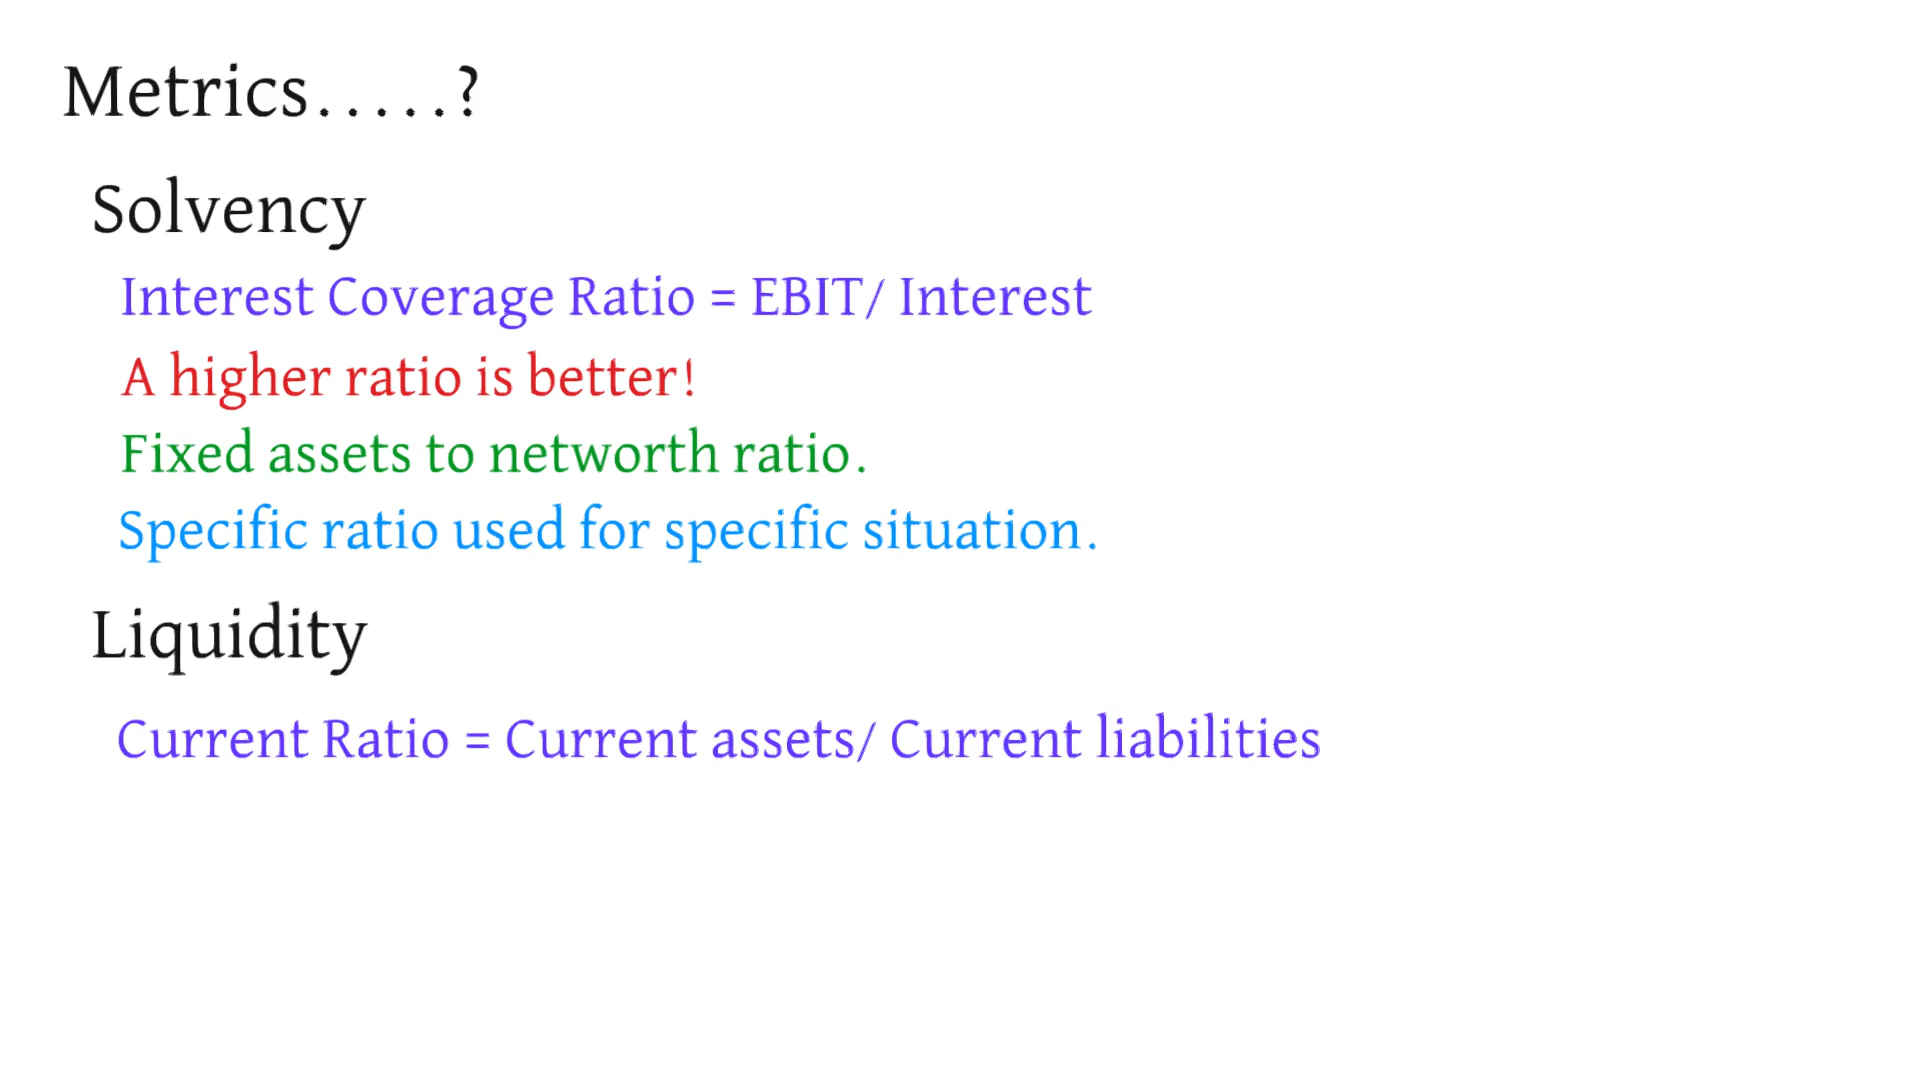 Metrics.....?
Solvency
Interest Coverage Ratio = EBIT/ Interest
A higher ratio is better!
Fixed assets to networth ratio.
Specific ratio used for specific situation.
Liquidity
Current Ratio = Current assets/ Current liabilities